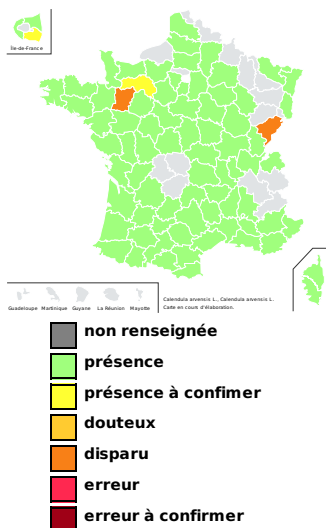 Île-de-France
Guadeloupe Martinique Guyane La Réunion Mayotte
Calendula arvensis L., Calendula arvensis L.
Carte en cours d'élaboration.
non renseignée
présence
présence à confimer
douteux
disparu
erreur
erreur à confirmer